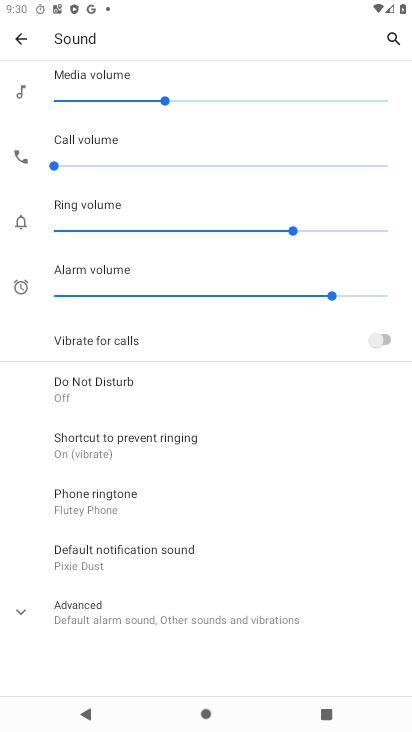 9:30
Sound
Media volume
Call volume
Ring volume
Alarm volume
Vibrate for calls
Do Not Disturb
Off
Shortcut to prevent ringing
On (vibrate)
Phone ringtone
Flutey Phone
Default notification sound
Pixie Dust
Advanced
Default alarm sound, Other sounds and vibrations